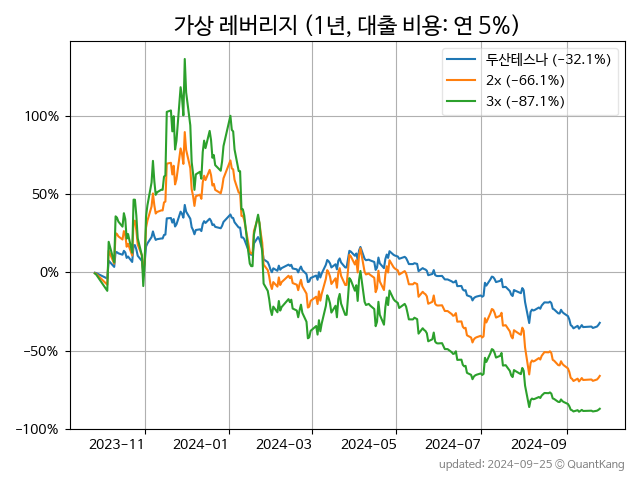 가상 레버리지 (1년, 대출 비용: 연 5%)
두산테스나 (-32.1%)
2x (-66.1%)
3x (-87.1%)
100%
50%
0%
-50%
-100%
2023-11 2024-01 2024-03 2024-05 2024-07 2024-09
updated: 2024-09-25 © QuantKang